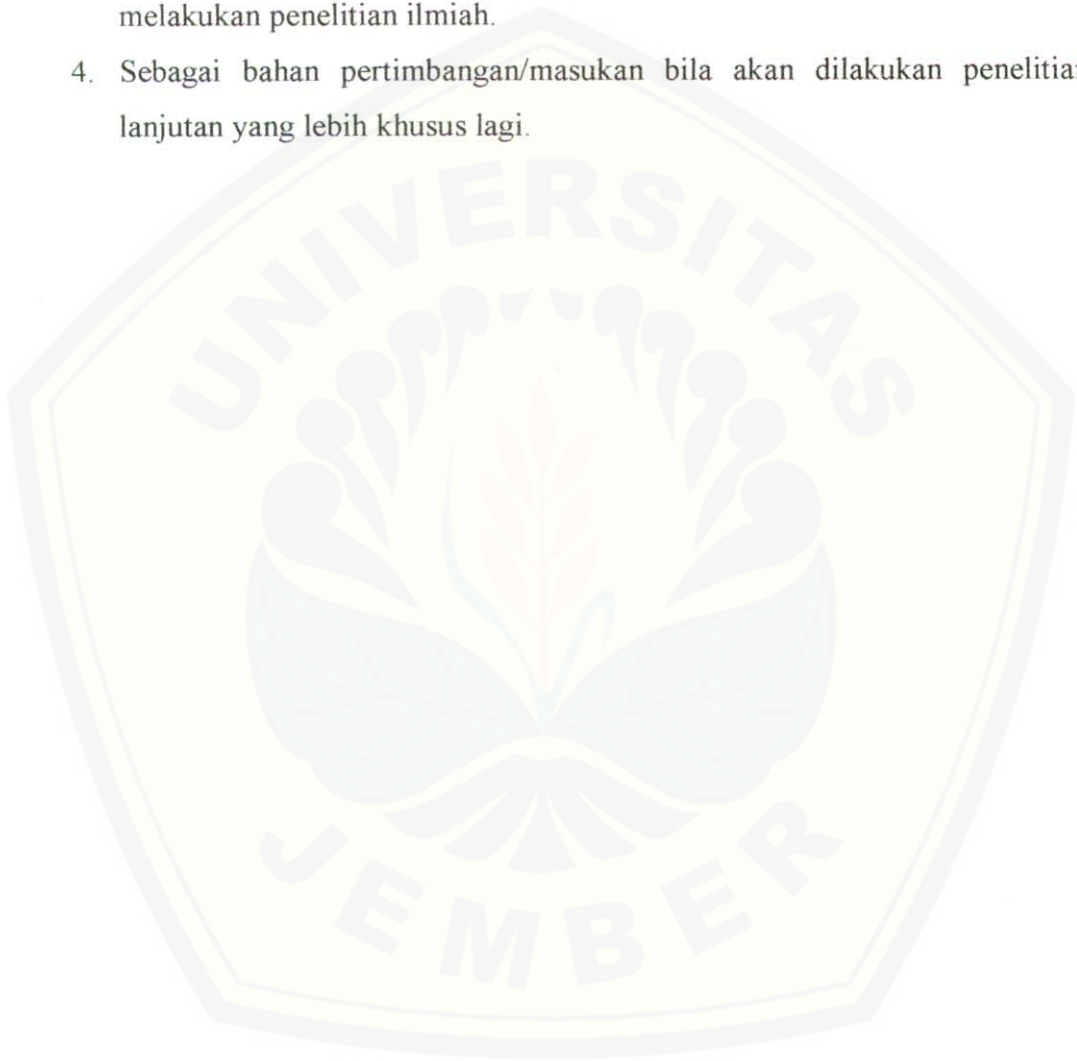 melakukan penelitian ilmiah.
4. Sebagai bahan pertimbangan/masukan bila akan dilakukan penelitian
lanjutan yang lebih khusus lagi.
UNIVERSITAS
JEMBER